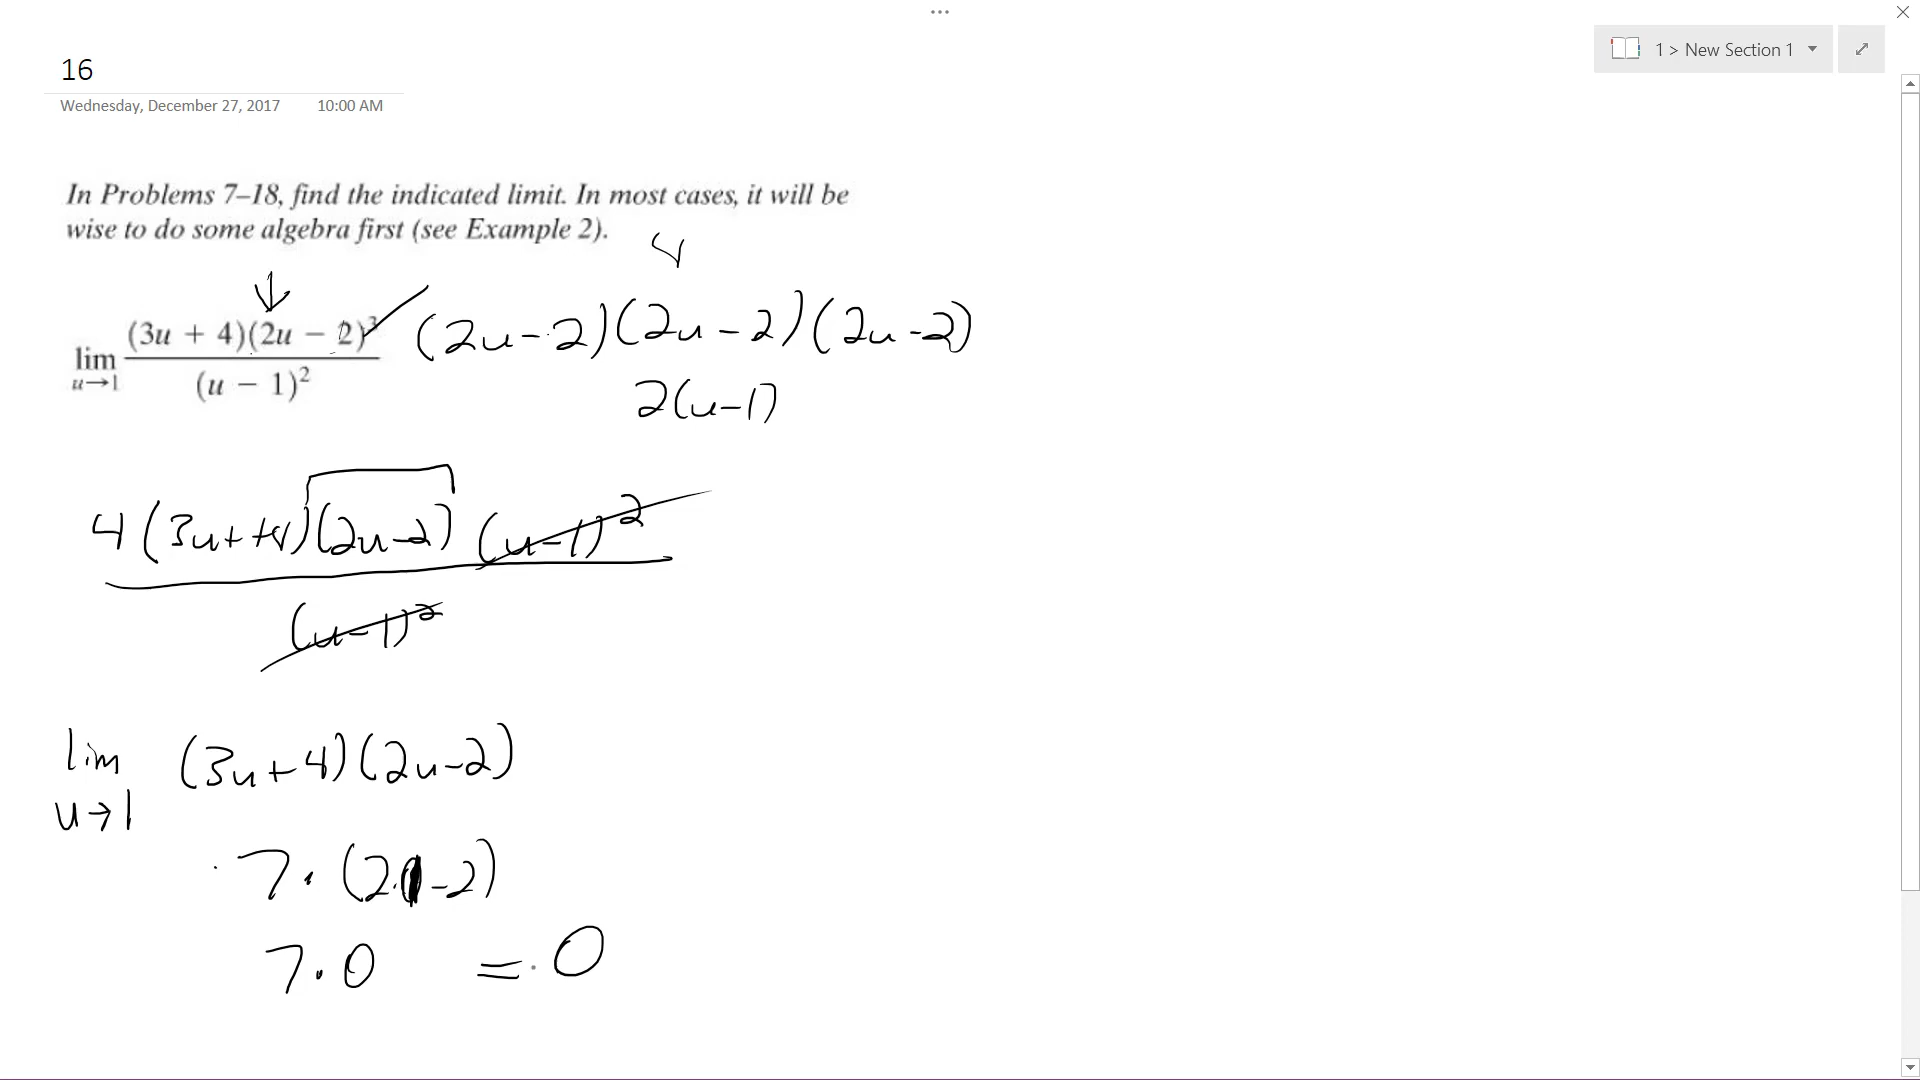 1 > New Section 1
16
Wednesday, December 27, 2017 10:00 AM
In Problems 7–18, find the indicated limit. In most cases, it will be
wise to do some algebra first (see Example 2).
4
lim u→1 (3u + 4)(2u − 2)³ / (u − 1)²
(2u-2)(2u-2)(2u-2)
2(u-1)
4(3u++4)(2u-2)(u-1)²
(u-1)²
lim u→1 (3u+4)(2u-2)
7·(2·1-2)
7·0 = 0